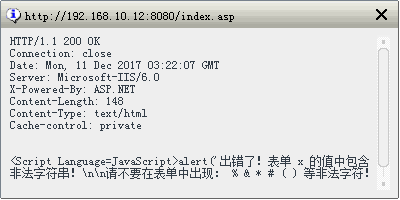 http://192.168.10.12:8080/index.asp
HTTP/1.1 200 OK
Connection: close
Date: Mon, 11 Dec 2017 03:22:07 GMT
Server: Microsoft-IIS/6.0
X-Powered-By: ASP.NET
Content-Length: 148
Content-Type: text/html
Cache-control: private
<Script Language=JavaScript>alert('出错了！表单 x 的值中包含
非法字符串！\n\n请不要在表单中出现： % & * # ( ) 等非法字符！